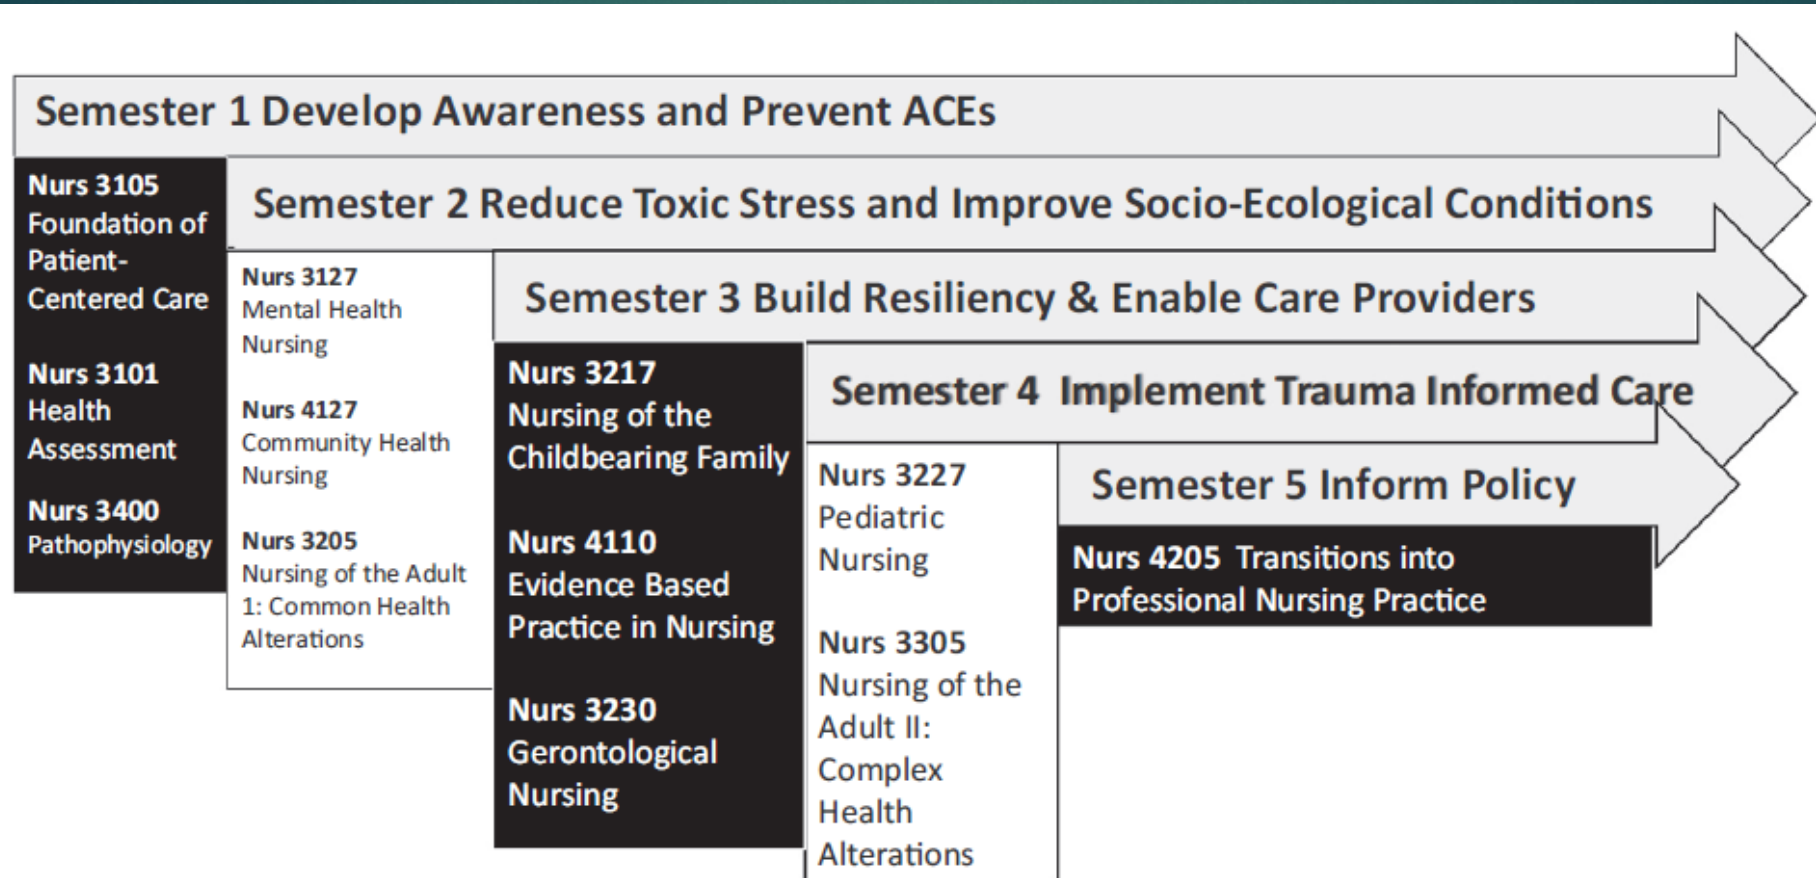 Semester 1 Develop Awareness and Prevent ACEs
Nurs 3105
Foundation of
Patient-
Centered Care
Nurs 3101
Health
Assessment
Nurs 3400
Pathophysiology
Semester 2 Reduce Toxic Stress and Improve Socio-Ecological Conditions
Nurs 3127
Mental Health
Nursing
Nurs 4127
Community Health
Nursing
Nurs 3205
Nursing of the Adult
1: Common Health
Alterations
Semester 3 Build Resiliency & Enable Care Providers
Nurs 3217
Nursing of the
Childbearing Family
Nurs 4110
Evidence Based
Practice in Nursing
Nurs 3230
Gerontological
Nursing
Semester 4 Implement Trauma Informed Care
Nurs 3227
Pediatric
Nursing
Nurs 3305
Nursing of the
Adult II:
Complex
Health
Alterations
Semester 5 Inform Policy
Nurs 4205 Transitions into
Professional Nursing Practice